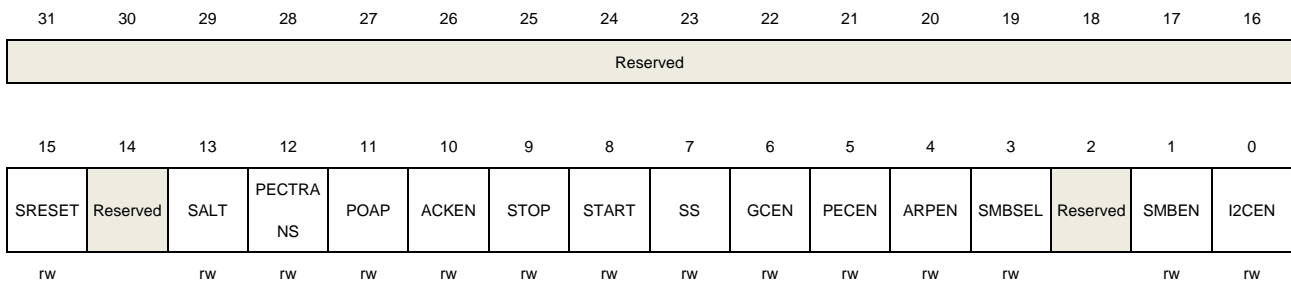 31 30 29 28 27 26 25 24 23 22 21 20 19 18 17 16
Reserved
15 14 13 12 11 10 9 8 7 6 5 4 3 2 1 0
SRESET Reserved SALT PECTRA NS POAP ACKEN STOP START SS GCEN PECEN ARPEN SMBSEL Reserved SMBEN I2CEN
rw rw rw rw rw rw rw rw rw rw rw rw rw rw